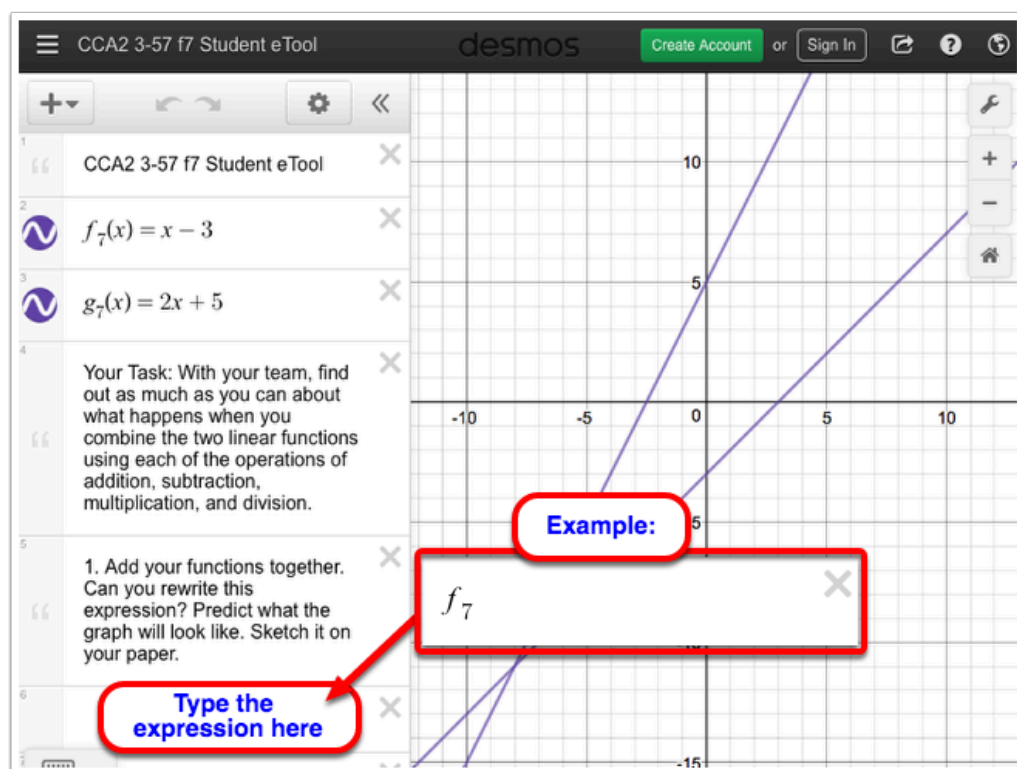 CCA2 3-57 f7 Student eTool
desmos
Create Account or Sign In
1
CCA2 3-57 f7 Student eTool
2
f₇(x) = x − 3
3
g₇(x) = 2x + 5
4
Your Task: With your team, find
out as much as you can about
what happens when you
combine the two linear functions
using each of the operations of
addition, subtraction,
multiplication, and division.
5
1. Add your functions together.
Can you rewrite this
expression? Predict what the
graph will look like. Sketch it on
your paper.
6
Type the
expression here
10
5
-10 -5 0 5 10
Example:
5
f₇
-15